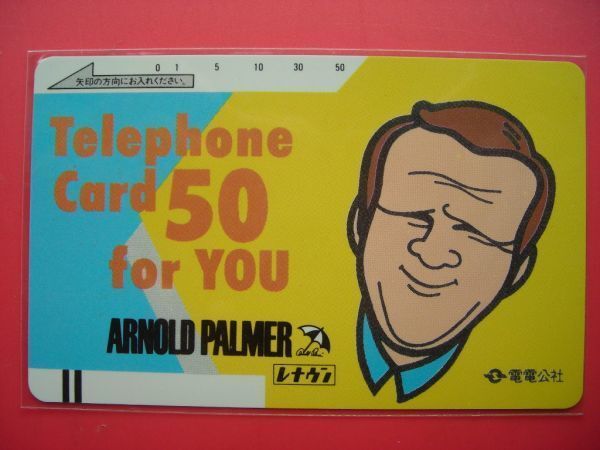 0 1 5 10 30 50
矢印の方向にお入れください。
Telephone
Card 50
for YOU
ARNOLD PALMER
レナウン
電電公社